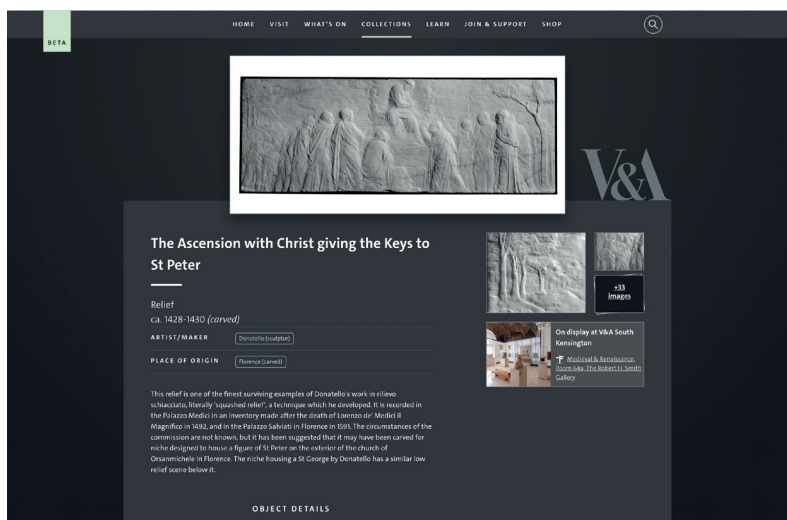 HOME VISIT WHAT'S ON COLLECTIONS LEARN JOIN & SUPPORT SHOP
BETA
V&A
The Ascension with Christ giving the Keys to
St Peter
Relief
ca. 1428-1430 (carved)
ARTIST/MAKER Donatello (sculptor)
PLACE OF ORIGIN Florence (carved)
This relief is one of the finest surviving examples of Donatello's work in rilievo
schiacciato, literally 'squashed relief', a technique which he developed. It is recorded in
the Palazzo Medici in an inventory made after the death of Lorenzo de' Medici il
Magnifico in 1492, and in the Palazzo Salviati in Florence in 1591. The circumstances of the
commission are not known, but it has been suggested that it may have been carved for
niche designed to house a figure of St Peter on the exterior of the church of
Orsanmichele in Florence. The niche housing a St George by Donatello has a similar low
relief scene below it.
+33
images
On display at V&A South
Kensington
Medieval & Renaissance,
Room 64a, The Robert H. Smith
Gallery
OBJECT DETAILS